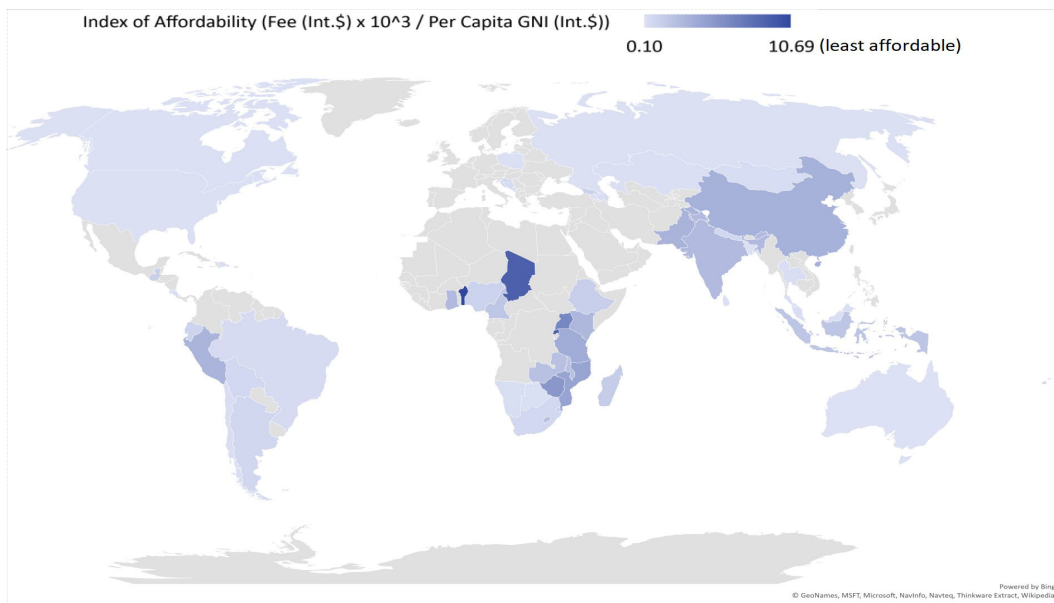 Index of Affordability (Fee (Int.$) x 10^3 / Per Capita GNI (Int.$))
0.10 10.69 (least affordable)
Powered by Bing
© GeoNames, MSFT, Microsoft, NavInfo, Navteq, Thinkware Extract, Wikipedia